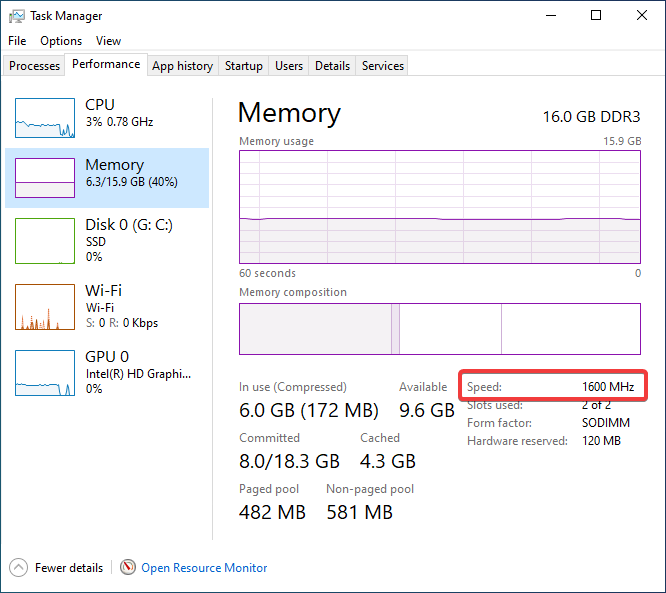 Task Manager
File Options View
Processes Performance App history Startup Users Details Services
CPU
3% 0.78 GHz
Memory
6.3/15.9 GB (40%)
Disk 0 (G: C:)
SSD
0%
Wi-Fi
Wi-Fi
S: 0 R: 0 Kbps
GPU 0
Intel(R) HD Graphi...
0%
Memory 16.0 GB DDR3
Memory usage 15.9 GB
60 seconds 0
Memory composition
In use (Compressed) Available
6.0 GB (172 MB) 9.6 GB
Committed Cached
8.0/18.3 GB 4.3 GB
Paged pool Non-paged pool
482 MB 581 MB
Speed: 1600 MHz
Slots used: 2 of 2
Form factor: SODIMM
Hardware reserved: 120 MB
Fewer details Open Resource Monitor